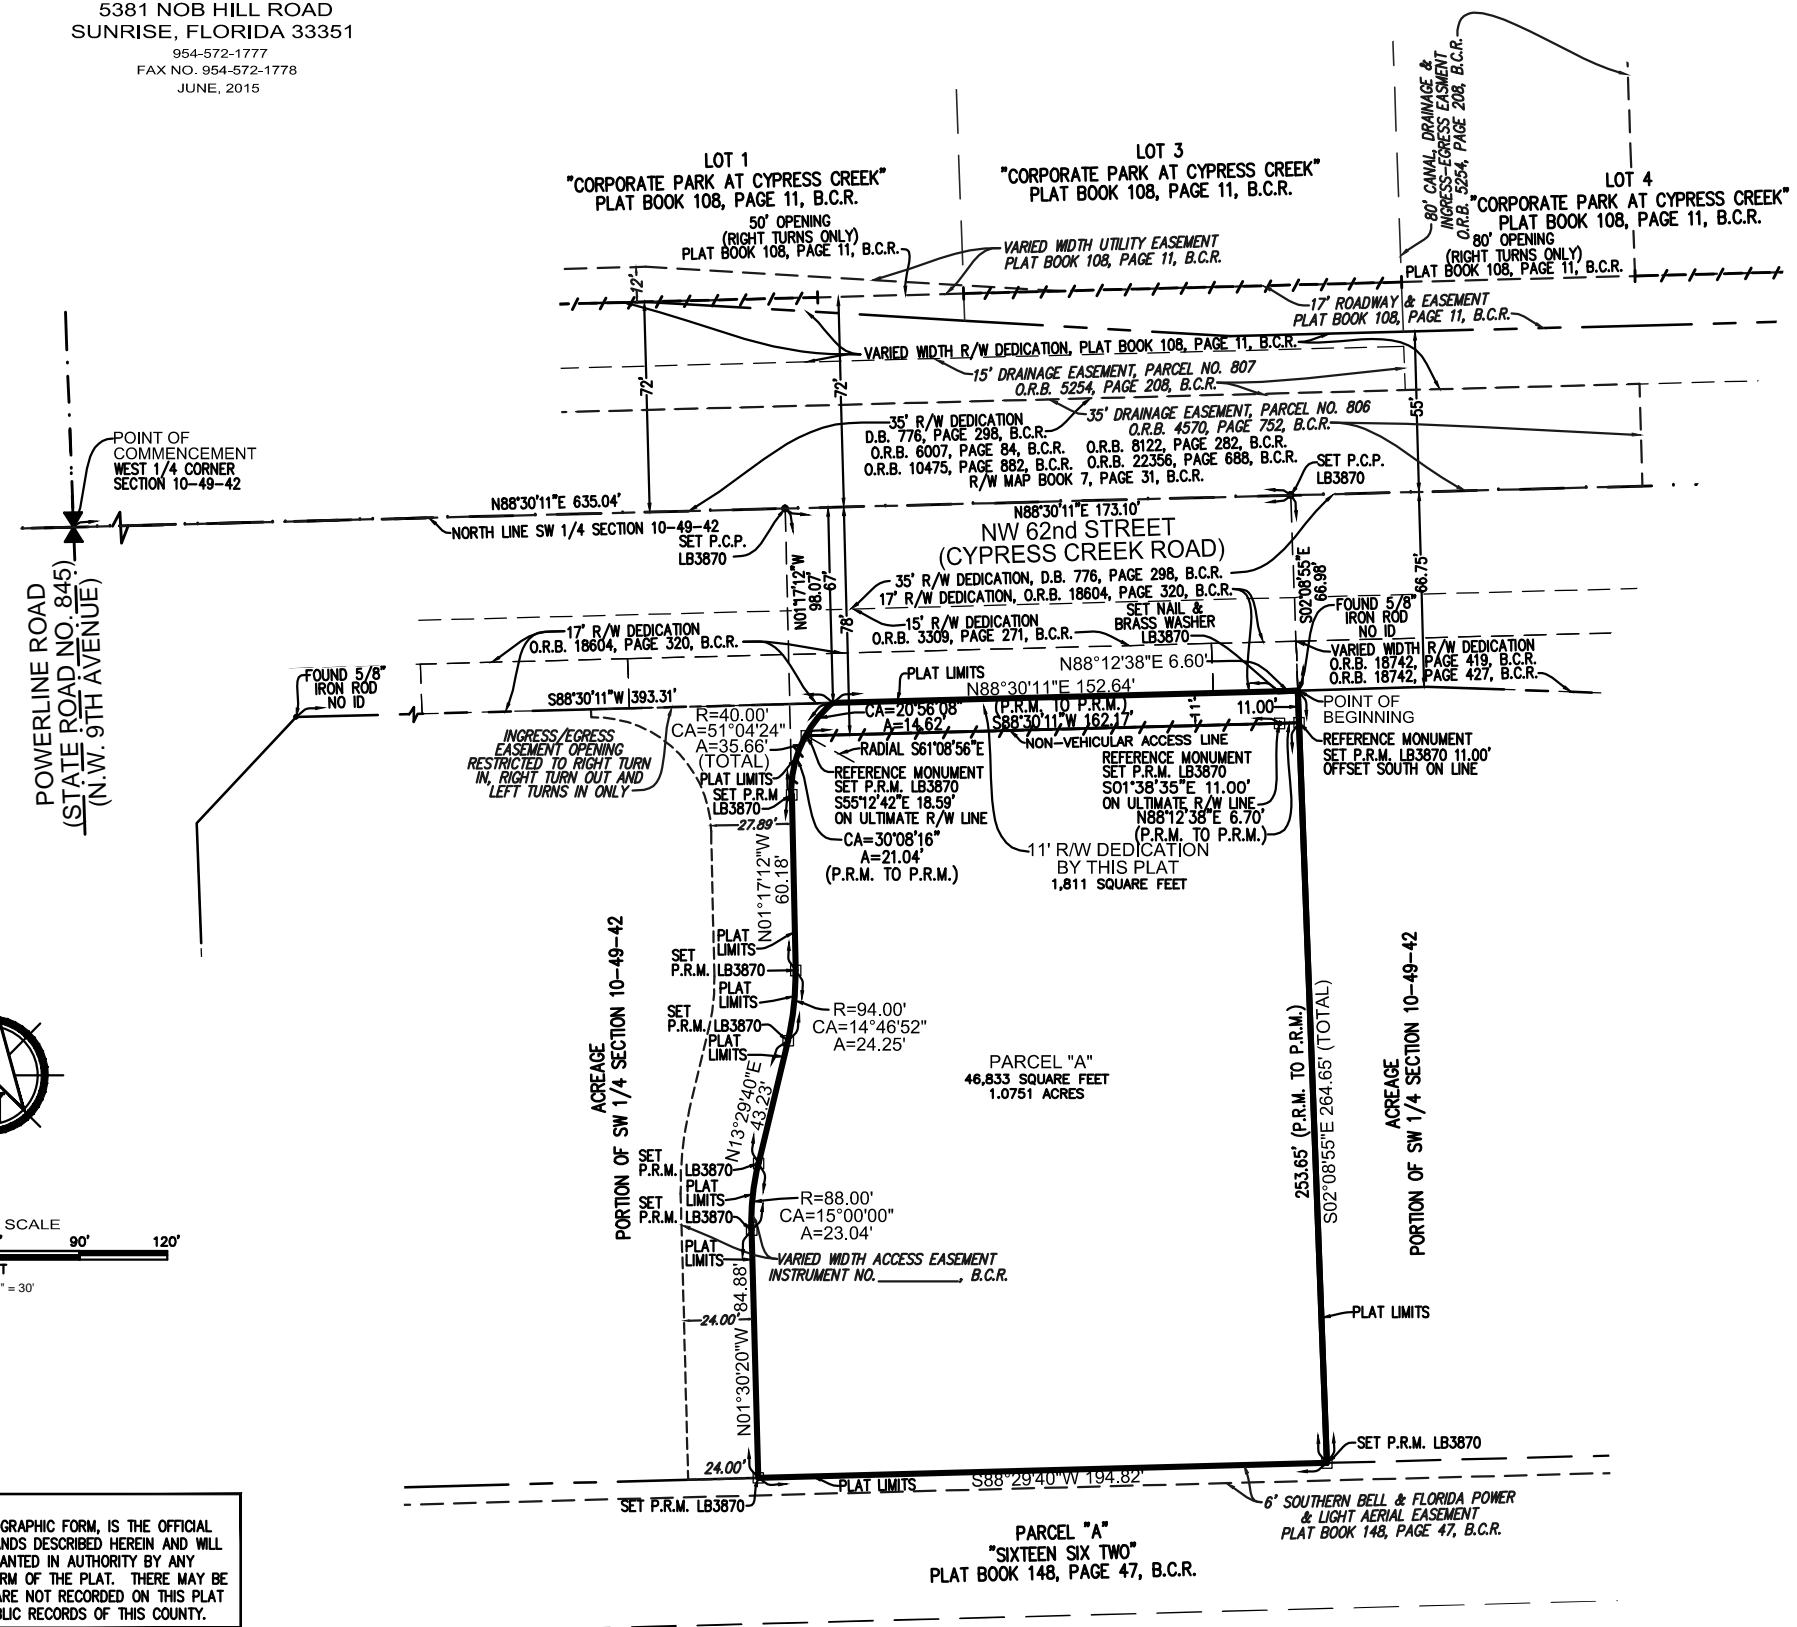 5381 NOB HILL ROAD
SUNRISE, FLORIDA 33351
954-572-1777
FAX NO. 954-572-1778
JUNE, 2015
LOT 1
"CORPORATE PARK AT CYPRESS CREEK"
PLAT BOOK 108, PAGE 11, B.C.R.
50' OPENING
(RIGHT TURNS ONLY)
PLAT BOOK 108, PAGE 11, B.C.R.
LOT 3
"CORPORATE PARK AT CYPRESS CREEK"
PLAT BOOK 108, PAGE 11, B.C.R.
VARIED WIDTH UTILITY EASEMENT
PLAT BOOK 108, PAGE 11, B.C.R.
80' CANAL, DRAINAGE &
INGRESS-EGRESS EASMENT
O.R.B. 5254, PAGE 208, B.C.R.
LOT 4
"CORPORATE PARK AT CYPRESS CREEK"
PLAT BOOK 108, PAGE 11, B.C.R.
80' OPENING
(RIGHT TURNS ONLY)
PLAT BOOK 108, PAGE 11, B.C.R.
17' ROADWAY & EASEMENT
PLAT BOOK 108, PAGE 11, B.C.R.
12'
72'
72'
55'
VARIED WIDTH R/W DEDICATION, PLAT BOOK 108, PAGE 11, B.C.R.
15' DRAINAGE EASEMENT, PARCEL NO. 807
O.R.B. 5254, PAGE 208, B.C.R.
35' DRAINAGE EASEMENT, PARCEL NO. 806
O.R.B. 4570, PAGE 752, B.C.R.
35' R/W DEDICATION
D.B. 776, PAGE 298, B.C.R.
O.R.B. 6007, PAGE 84, B.C.R.
O.R.B. 8122, PAGE 282, B.C.R.
O.R.B. 10475, PAGE 882, B.C.R.
O.R.B. 22356, PAGE 688, B.C.R.
R/W MAP BOOK 7, PAGE 31, B.C.R.
SET P.C.P.
LB3870
POINT OF
COMMENCEMENT
WEST 1/4 CORNER
SECTION 10-49-42
N88°30'11"E 635.04'
NORTH LINE SW 1/4 SECTION 10-49-42
SET P.C.P.
LB3870
N88°30'11"E 173.10'
NW 62nd STREET
(CYPRESS CREEK ROAD)
N01°17'12"W
98.07'
67'
78'
S02°08'55"E
66.98'
66.75'
35' R/W DEDICATION, D.B. 776, PAGE 298, B.C.R.
17' R/W DEDICATION, O.R.B. 18604, PAGE 320, B.C.R.
15' R/W DEDICATION
O.R.B. 3309, PAGE 271, B.C.R.
SET NAIL &
BRASS WASHER
LB3870
FOUND 5/8"
IRON ROD
NO ID
VARIED WIDTH R/W DEDICATION
O.R.B. 18742, PAGE 419, B.C.R.
O.R.B. 18742, PAGE 427, B.C.R.
POWERLINE ROAD
(STATE ROAD NO. 845)
(N.W. 9TH AVENUE)
17' R/W DEDICATION
O.R.B. 18604, PAGE 320, B.C.R.
FOUND 5/8"
IRON ROD
NO ID
S88°30'11"W 393.31'
PLAT LIMITS
N88°12'38"E 6.60'
N88°30'11"E 152.64'
(P.R.M. TO P.R.M.)
S88°30'11"W 162.17'
11'
11.00'
NON-VEHICULAR ACCESS LINE
POINT OF
BEGINNING
REFERENCE MONUMENT
SET P.R.M. LB3870 11.00'
OFFSET SOUTH ON LINE
R=40.00'
CA=51°04'24"
A=35.66'
(TOTAL)
CA=20°56'08"
A=14.62'
RADIAL S61°08'56"E
INGRESS/EGRESS
EASEMENT OPENING
RESTRICTED TO RIGHT TURN
IN, RIGHT TURN OUT AND
LEFT TURNS IN ONLY
PLAT LIMITS
SET P.R.M
LB3870
REFERENCE MONUMENT
SET P.R.M. LB3870
S55°12'42"E 18.59'
ON ULTIMATE R/W LINE
CA=30°08'16"
A=21.04'
(P.R.M. TO P.R.M.)
REFERENCE MONUMENT
SET P.R.M. LB3870
S01°38'35"E 11.00'
ON ULTIMATE R/W LINE
N88°12'38"E 6.70'
(P.R.M. TO P.R.M.)
11' R/W DEDICATION
BY THIS PLAT
1,811 SQUARE FEET
27.89'
N01°17'12"W
60.18'
PLAT
LIMITS
SET
P.R.M. LB3870
PLAT
LIMITS
SET
P.R.M. LB3870
PLAT
LIMITS
R=94.00'
CA=14°46'52"
A=24.25'
N13°29'40"E
43.23'
ACREAGE
PORTION OF SW 1/4 SECTION 10-49-42
PARCEL "A"
46,833 SQUARE FEET
1.0751 ACRES
253.65' (P.R.M. TO P.R.M.)
S02°08'55"E 264.65' (TOTAL)
ACREAGE
PORTION OF SW 1/4 SECTION 10-49-42
SET
P.R.M. LB3870
PLAT
LIMITS
SET
P.R.M. LB3870
PLAT
LIMITS
R=88.00'
CA=15°00'00"
A=23.04'
VARIED WIDTH ACCESS EASEMENT
INSTRUMENT NO.__________, B.C.R.
SCALE
90'
120'
T
" = 30'
24.00'
N01°30'20"W
84.88'
PLAT LIMITS
24.00'
SET P.R.M. LB3870
PLAT LIMITS
S88°29'40"W 194.82'
SET P.R.M. LB3870
6' SOUTHERN BELL & FLORIDA POWER
& LIGHT AERIAL EASEMENT
PLAT BOOK 148, PAGE 47, B.C.R.
PARCEL "A"
"SIXTEEN SIX TWO"
PLAT BOOK 148, PAGE 47, B.C.R.
GRAPHIC FORM, IS THE OFFICIAL
NDS DESCRIBED HEREIN AND WILL
ANTED IN AUTHORITY BY ANY
RM OF THE PLAT. THERE MAY BE
ARE NOT RECORDED ON THIS PLAT
BLIC RECORDS OF THIS COUNTY.